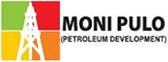 MONI PULO
(PETROLEUM DEVELOPMENT)